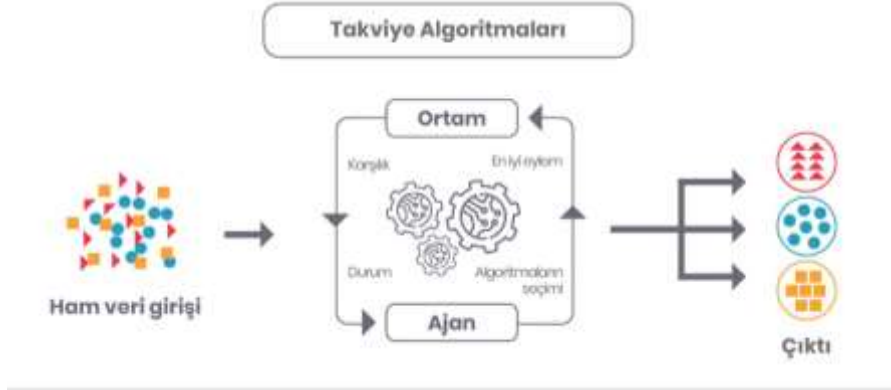 Takviye Algoritmaları
Ortam
Karşılık
En iyi eylem
Ham veri girişi
Durum
Algoritmaların
seçimi
Ajan
Çıktı